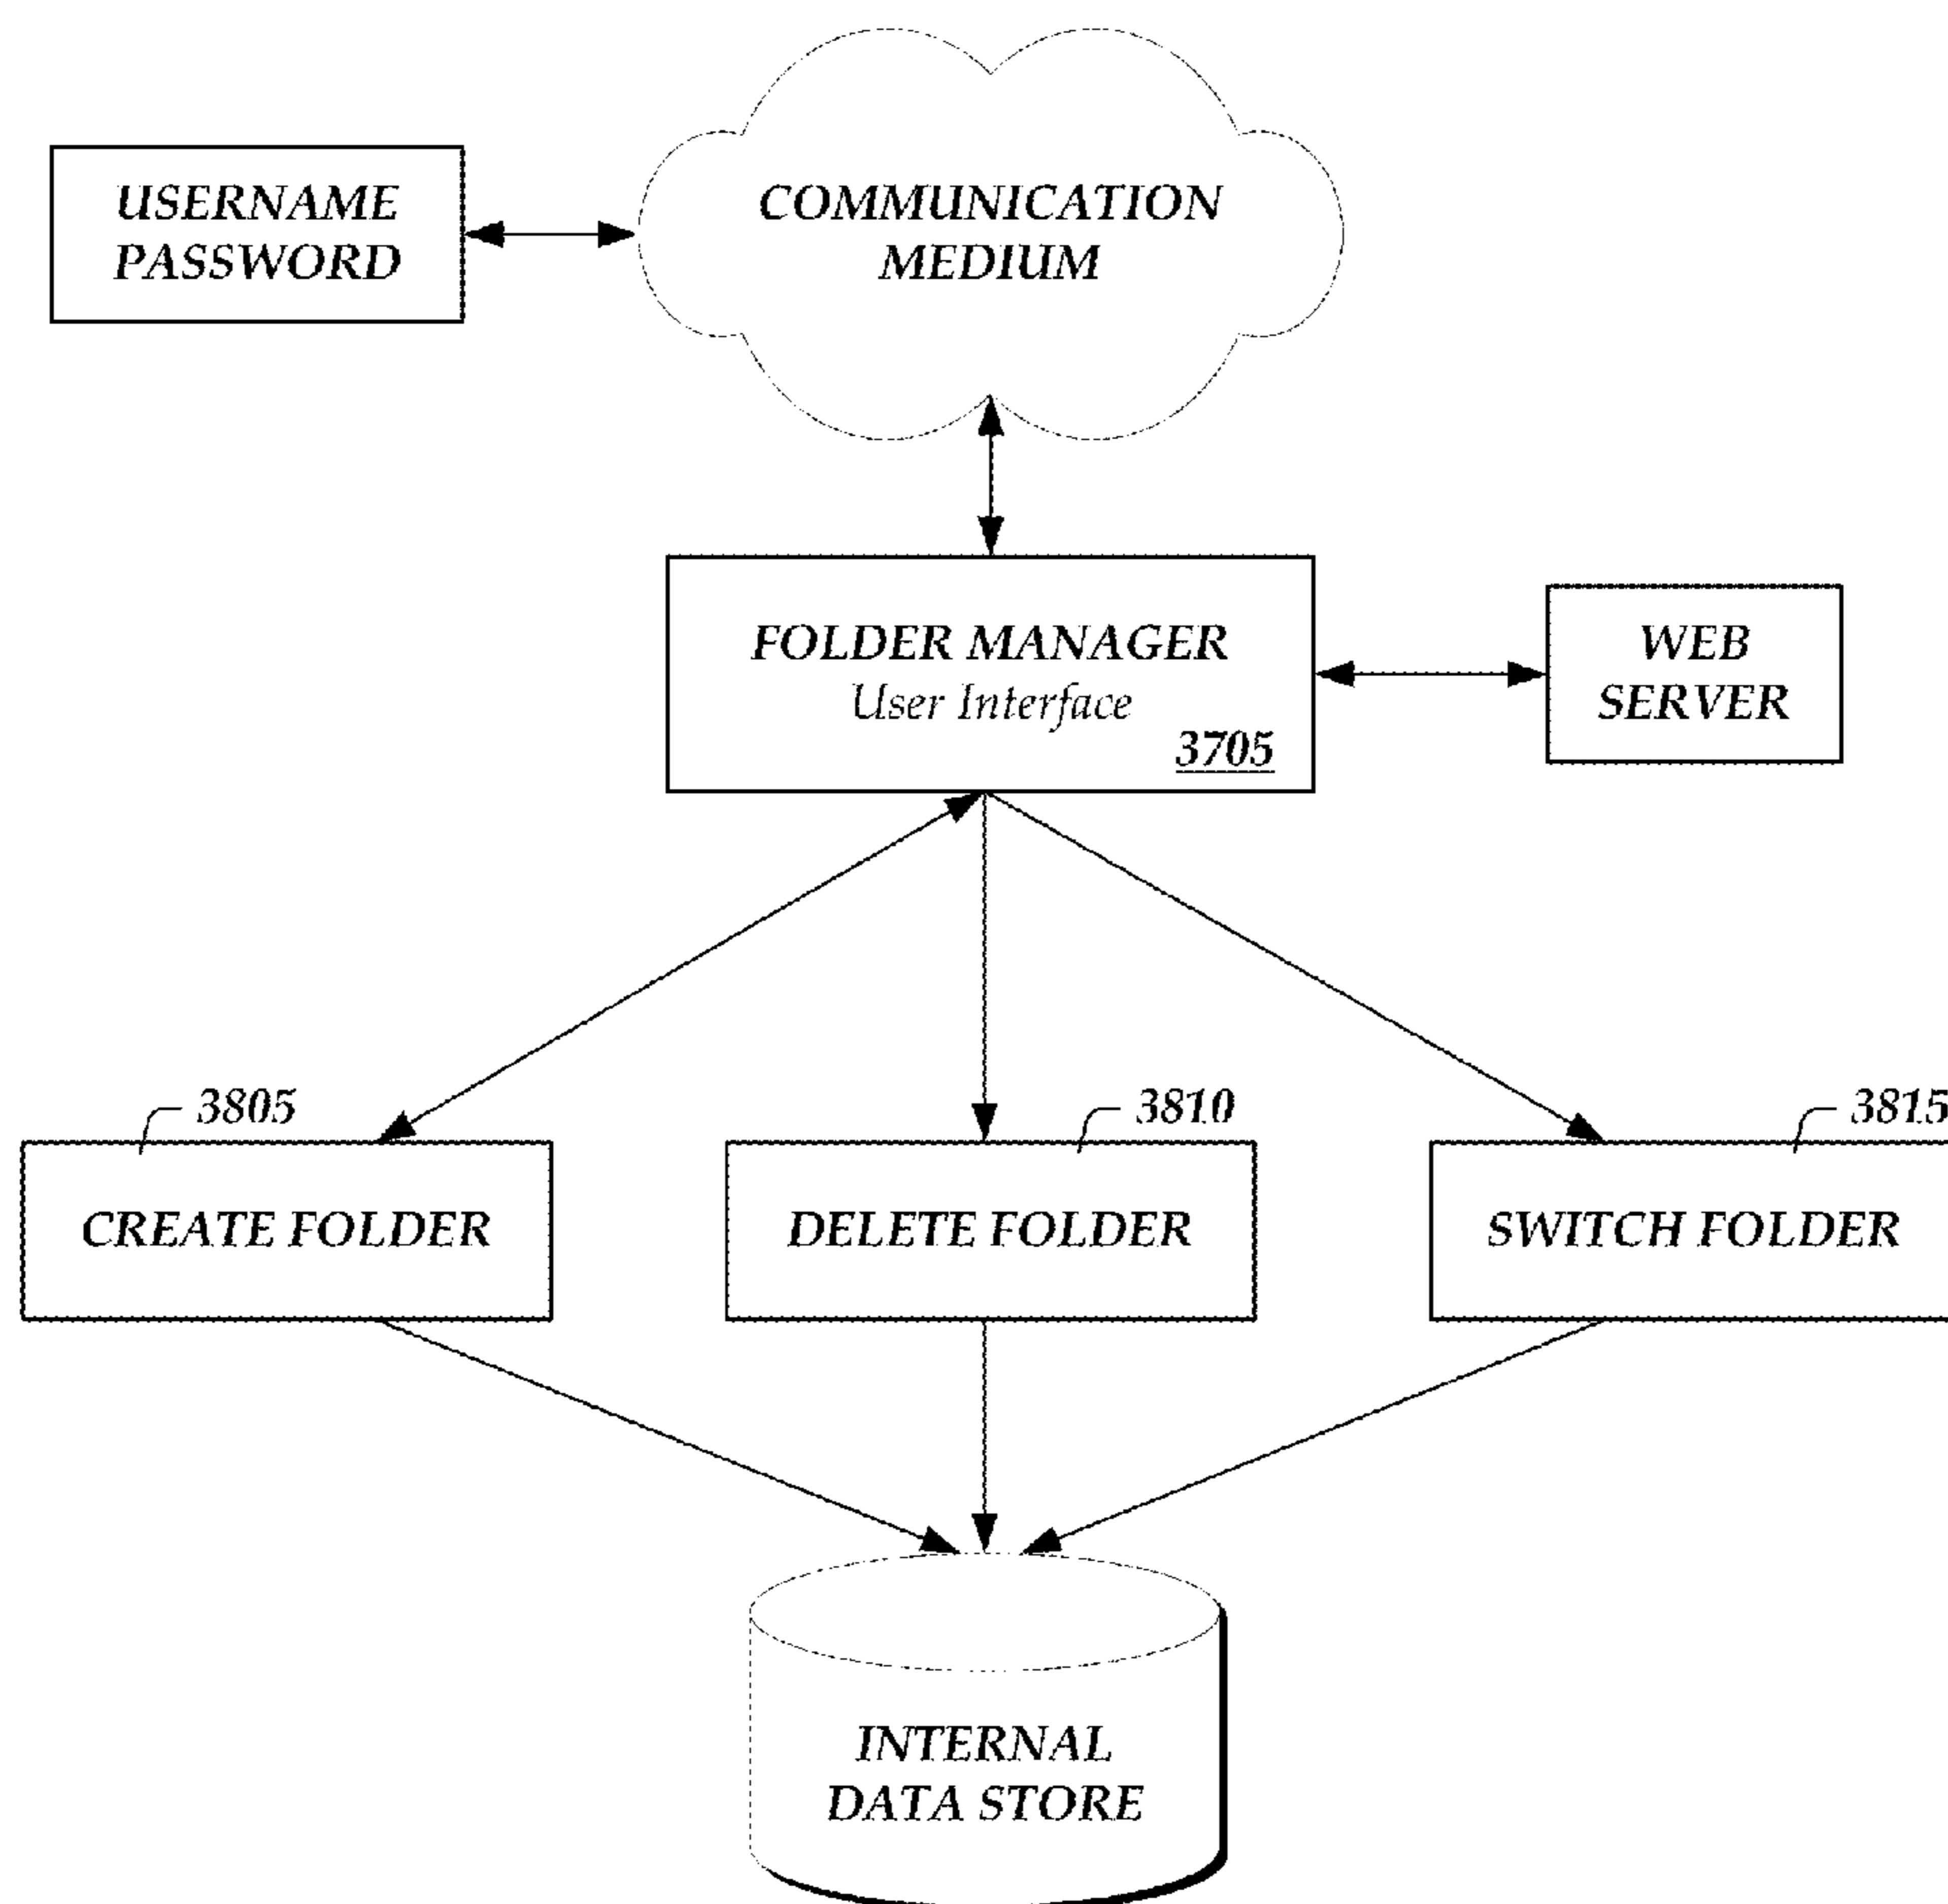 USERNAME
PASSWORD
COMMUNICATION
MEDIUM
FOLDER MANAGER
User Interface
3705
WEB
SERVER
3805
CREATE FOLDER
3810
DELETE FOLDER
3815
SWITCH FOLDER
INTERNAL
DATA STORE